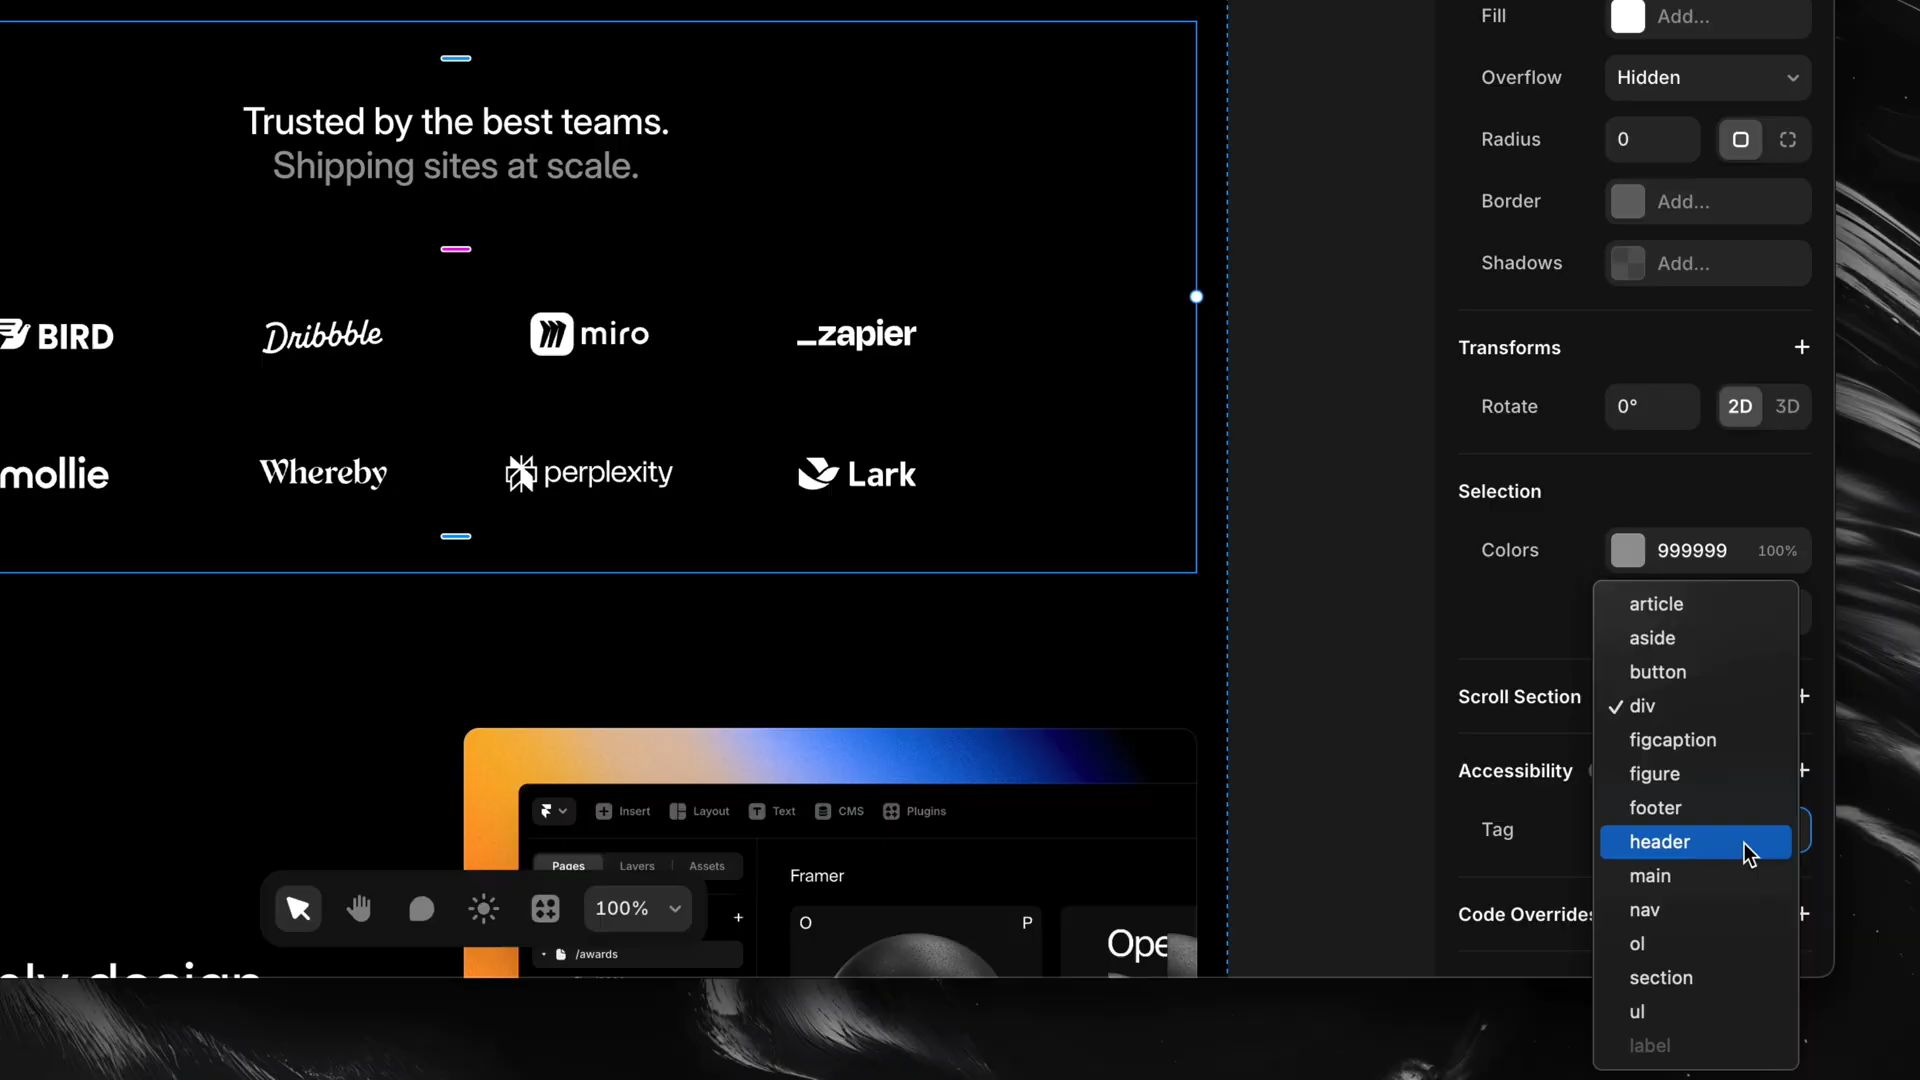 Trusted by the best teams.
Shipping sites at scale.
BIRD
Dribbble
miro
zapier
mollie
Whereby
perplexity
Lark
Insert
Layout
Text
CMS
Plugins
Pages
Layers
Assets
Framer
100%
+
/awards
O
P
Ope
ply design
Fill
Add...
Overflow
Hidden
Radius
0
Border
Add...
Shadows
Add...
Transforms
+
Rotate
0°
2D
3D
Selection
Colors
999999
100%
Scroll Section
+
Accessibility
+
Tag
Code Overrides
+
article
aside
button
✓ div
figcaption
figure
footer
header
main
nav
ol
section
ul
label